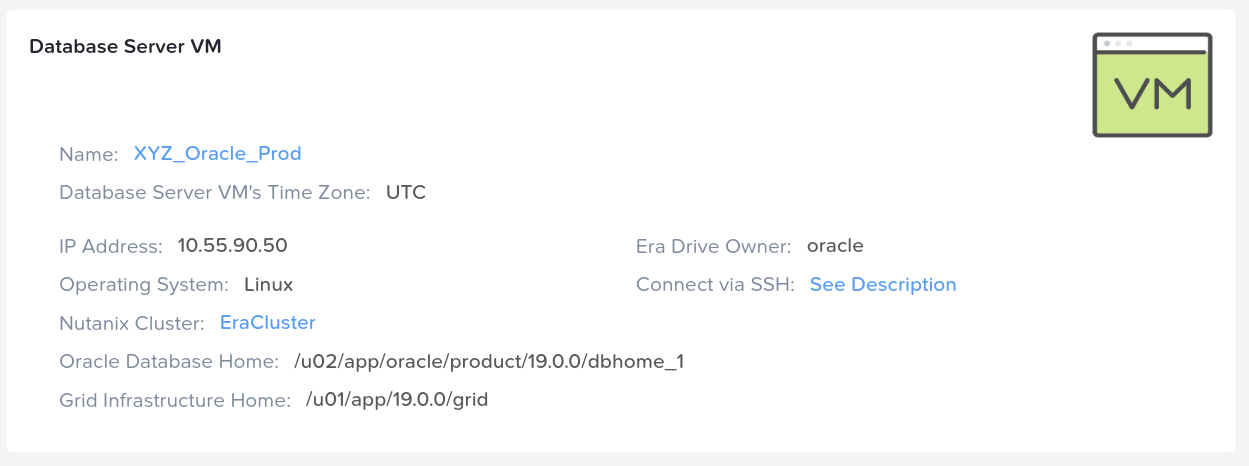 Database Server VM
VM
Name: XYZ_Oracle_Prod
Database Server VM's Time Zone: UTC
IP Address: 10.55.90.50
Era Drive Owner: oracle
Operating System: Linux
Connect via SSH: See Description
Nutanix Cluster: EraCluster
Oracle Database Home: /u02/app/oracle/product/19.0.0/dbhome_1
Grid Infrastructure Home: /u01/app/19.0.0/grid